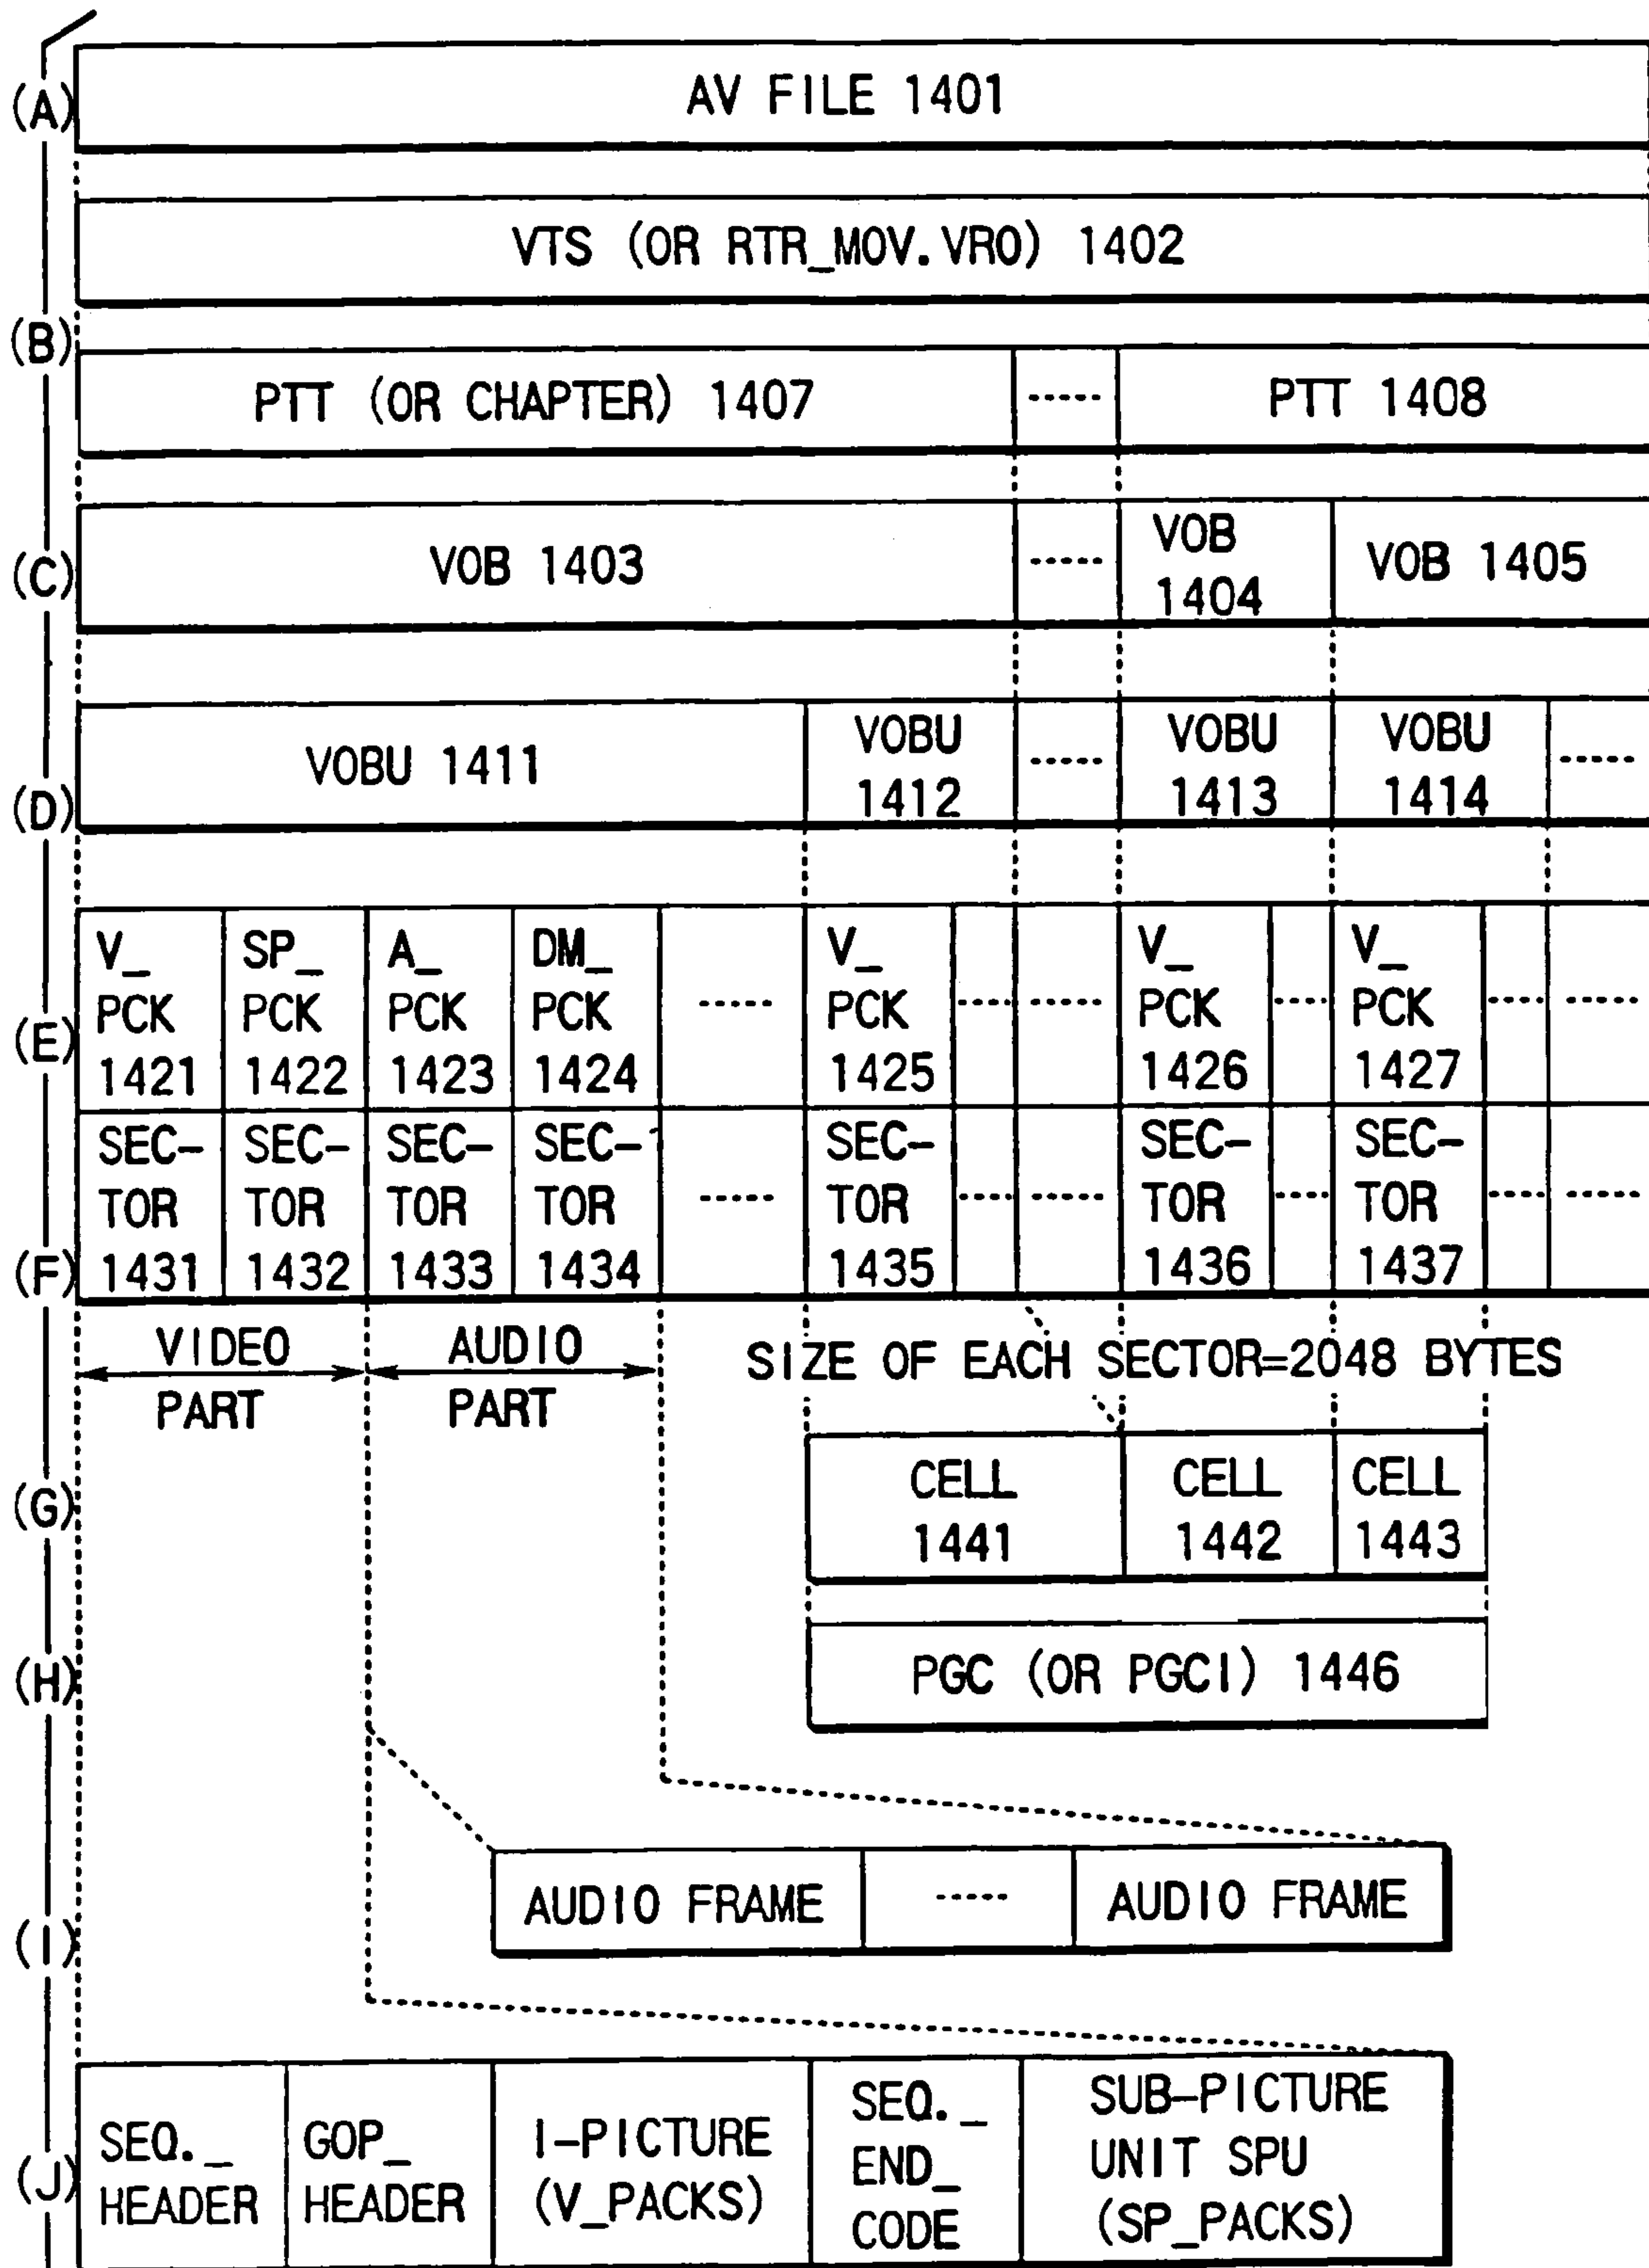 (A)
AV FILE 1401
VTS (OR RTR_MOV.VRO) 1402
(B)
PTT (OR CHAPTER) 1407 ----- PTT 1408
(C)
VOB 1403 ----- VOB 1404 VOB 1405
(D)
VOBU 1411 VOBU 1412 ----- VOBU 1413 VOBU 1414 -----
(E)
V_ SP_ A_ DM_ V_ V_ V_
PCK PCK PCK PCK ----- PCK ---- ----- PCK ---- PCK ---- -----
1421 1422 1423 1424 1425 1426 1427
SEC- SEC- SEC- SEC- SEC- SEC- SEC-
TOR TOR TOR TOR ----- TOR ---- ----- TOR ---- TOR ---- -----
(F)
1431 1432 1433 1434 1435 1436 1437
VIDEO PART
AUDIO PART
SIZE OF EACH SECTOR=2048 BYTES
(G)
CELL CELL CELL
1441 1442 1443
(H)
PGC (OR PGCI) 1446
AUDIO FRAME ----- AUDIO FRAME
(I)
(J)
SEQ._ HEADER
GOP_ HEADER
I-PICTURE
(V_PACKS)
SEQ._
END_
CODE
SUB-PICTURE
UNIT SPU
(SP_PACKS)